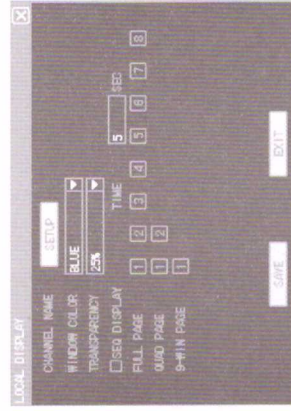 LOCAL DISPLAY
CHANNEL NAME SETUP
WINDOW COLOR BLUE
TRANSPARENCY 25%
SEQ DISPLAY TIME 5 SEC
FULL PAGE 1 2 3 4 5 6 7 8
QUAD PAGE 1 2
9-WIN PAGE 1
SAVE EXIT